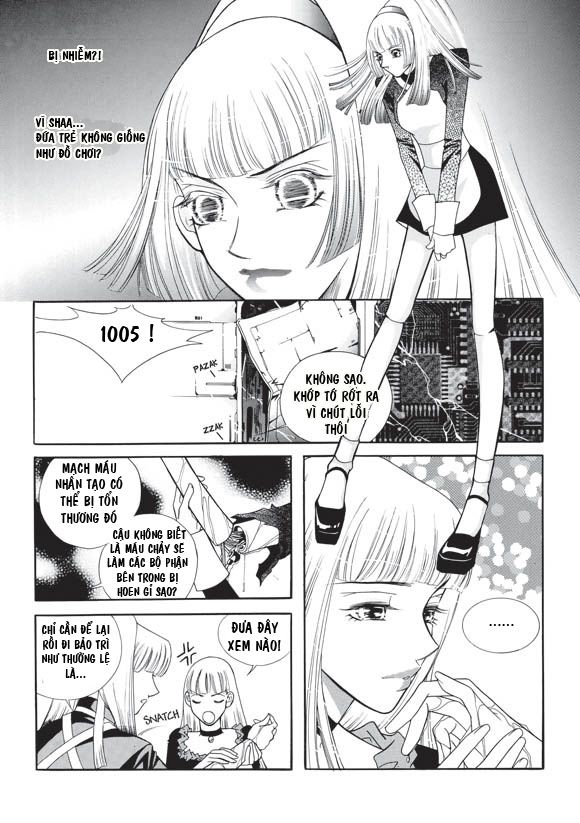 BỊ NHIỄM?!
VÌ SHAA...
ĐỨA TRẺ KHÔNG GIỐNG
NHƯ ĐỒ CHƠI?
1005 !
PAZAK
ZZAK
KHÔNG SAO.
KHỚP TỚ RỚT RA
VÌ CHÚT LỖI
THÔI
MẠCH MÁU
NHÂN TẠO CÓ
THỂ BỊ TỔN
THƯƠNG ĐÓ
CẬU KHÔNG BIẾT
LÀ MÁU CHẢY SẼ
LÀM CÁC BỘ PHẬN
BÊN TRONG BỊ
HOEN GỈ SAO?
......
CHỈ CẦN ĐỂ LẠI
RỒI ĐI BẢO TRÌ
NHƯ THƯỜNG LỆ
LÀ...
ĐƯA ĐÂY
XEM NÀO!
SNATCH